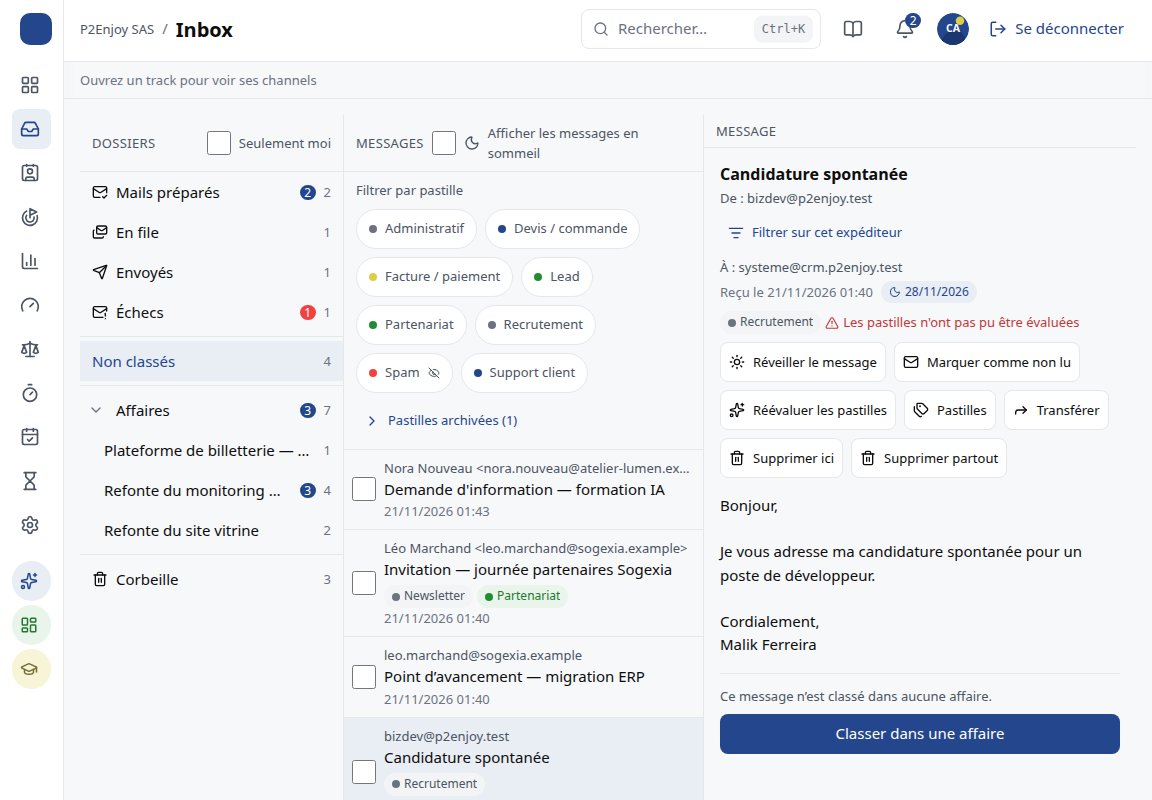 P2Enjoy SAS / Inbox
Rechercher... Ctrl+K
2
CA
Se déconnecter
Ouvrez un track pour voir ses channels
DOSSIERS
Seulement moi
Mails préparés 2 2
En file 1
Envoyés 1
Échecs 1 1
Non classés 4
Affaires 3 7
Plateforme de billetterie — ... 1
Refonte du monitoring ... 3 4
Refonte du site vitrine 2
Corbeille 3
MESSAGES
Afficher les messages en
sommeil
Filtrer par pastille
Administratif
Devis / commande
Facture / paiement
Lead
Partenariat
Recrutement
Spam
Support client
Pastilles archivées (1)
Nora Nouveau <nora.nouveau@atelier-lumen.ex...
Demande d'information — formation IA
21/11/2026 01:43
Léo Marchand <leo.marchand@sogexia.example>
Invitation — journée partenaires Sogexia
Newsletter
Partenariat
21/11/2026 01:40
leo.marchand@sogexia.example
Point d’avancement — migration ERP
21/11/2026 01:40
bizdev@p2enjoy.test
Candidature spontanée
Recrutement
MESSAGE
Candidature spontanée
De : bizdev@p2enjoy.test
Filtrer sur cet expéditeur
À : systeme@crm.p2enjoy.test
Reçu le 21/11/2026 01:40 28/11/2026
Recrutement Les pastilles n'ont pas pu être évaluées
Réveiller le message
Marquer comme non lu
Réévaluer les pastilles
Pastilles
Transférer
Supprimer ici
Supprimer partout
Bonjour,
Je vous adresse ma candidature spontanée pour un
poste de développeur.
Cordialement,
Malik Ferreira
Ce message n’est classé dans aucune affaire.
Classer dans une affaire